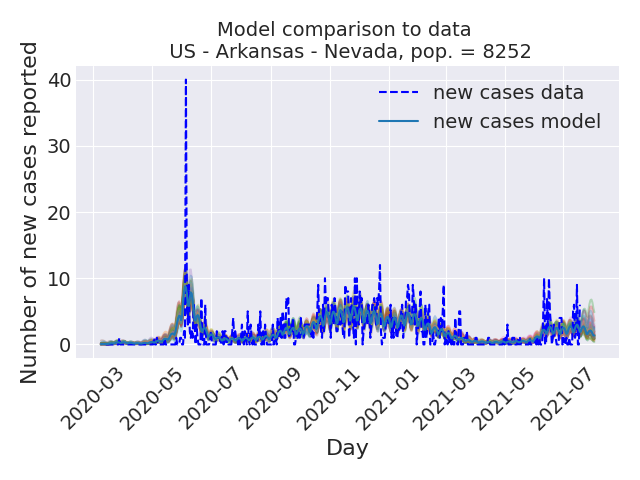 Model comparison to data
US - Arkansas - Nevada, pop. = 8252
Number of new cases reported
40
30
20
10
0
new cases data
new cases model
2020-03
2020-05
2020-07
2020-09
2020-11
2021-01
2021-03
2021-05
2021-07
Day